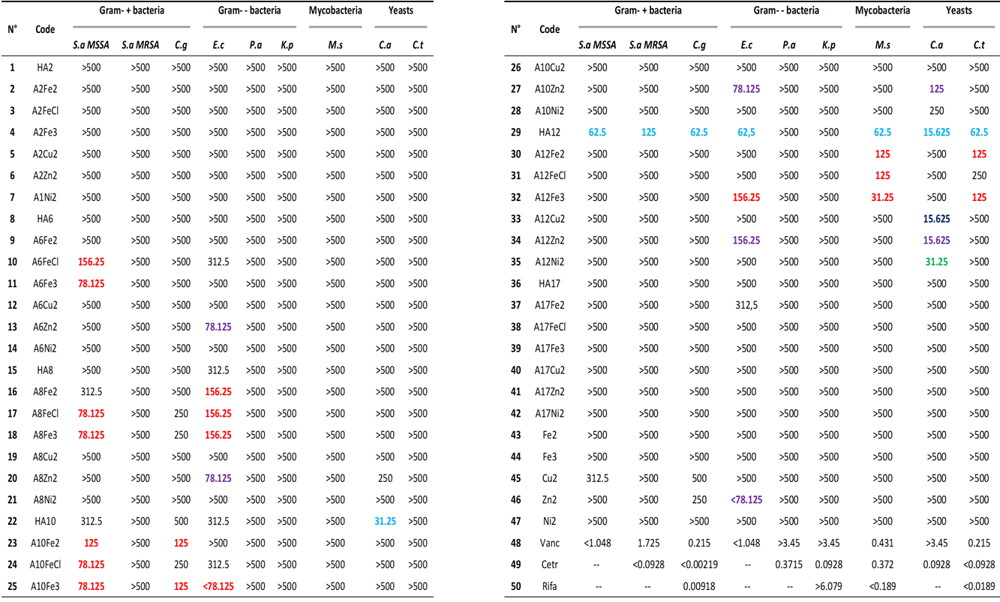 Gram- + bacteria Gram- - bacteria Mycobacteria Yeasts
N° Code
S.a MSSA S.a MRSA C.g E.c P.a K.p M.s C.a C.t
1 HA2 >500 >500 >500 >500 >500 >500 >500 >500 >500
2 A2Fe2 >500 >500 >500 >500 >500 >500 >500 >500 >500
3 A2FeCl >500 >500 >500 >500 >500 >500 >500 >500 >500
4 A2Fe3 >500 >500 >500 >500 >500 >500 >500 >500 >500
5 A2Cu2 >500 >500 >500 >500 >500 >500 >500 >500 >500
6 A2Zn2 >500 >500 >500 >500 >500 >500 >500 >500 >500
7 A1Ni2 >500 >500 >500 >500 >500 >500 >500 >500 >500
8 HA6 >500 >500 >500 >500 >500 >500 >500 >500 >500
9 A6Fe2 >500 >500 >500 >500 >500 >500 >500 >500 >500
10 A6FeCl 156.25 >500 >500 312.5 >500 >500 >500 >500 >500
11 A6Fe3 78.125 >500 >500 >500 >500 >500 >500 >500 >500
12 A6Cu2 >500 >500 >500 >500 >500 >500 >500 >500 >500
13 A6Zn2 >500 >500 >500 78.125 >500 >500 >500 >500 >500
14 A6Ni2 >500 >500 >500 >500 >500 >500 >500 >500 >500
15 HA8 >500 >500 >500 312.5 >500 >500 >500 >500 >500
16 A8Fe2 312.5 >500 >500 156.25 >500 >500 >500 >500 >500
17 A8FeCl 78.125 >500 250 156.25 >500 >500 >500 >500 >500
18 A8Fe3 78.125 >500 250 156.25 >500 >500 >500 >500 >500
19 A8Cu2 >500 >500 >500 >500 >500 >500 >500 >500 >500
20 A8Zn2 >500 >500 >500 78.125 >500 >500 >500 250 >500
21 A8Ni2 >500 >500 >500 >500 >500 >500 >500 >500 >500
22 HA10 312.5 >500 500 312.5 >500 >500 >500 31.25 >500
23 A10Fe2 125 >500 125 >500 >500 >500 >500 >500 >500
24 A10FeCl 78.125 >500 250 312.5 >500 >500 >500 >500 >500
25 A10Fe3 78.125 >500 125 <78.125 >500 >500 >500 >500 >500
Gram- + bacteria Gram- - bacteria Mycobacteria Yeasts
N° Code
S.a MSSA S.a MRSA C.g E.c P.a K.p M.s C.a C.t
26 A10Cu2 >500 >500 >500 >500 >500 >500 >500 >500 >500
27 A10Zn2 >500 >500 >500 78.125 >500 >500 >500 125 >500
28 A10Ni2 >500 >500 >500 >500 >500 >500 >500 250 >500
29 HA12 62.5 125 62.5 62,5 >500 >500 62.5 15.625 62.5
30 A12Fe2 >500 >500 >500 >500 >500 >500 125 >500 125
31 A12FeCl >500 >500 >500 >500 >500 >500 125 >500 250
32 A12Fe3 >500 >500 >500 156.25 >500 >500 31.25 >500 125
33 A12Cu2 >500 >500 >500 >500 >500 >500 >500 15.625 >500
34 A12Zn2 >500 >500 >500 156.25 >500 >500 >500 15.625 >500
35 A12Ni2 >500 >500 >500 >500 >500 >500 >500 31.25 >500
36 HA17 >500 >500 >500 >500 >500 >500 >500 >500 >500
37 A17Fe2 >500 >500 >500 312,5 >500 >500 >500 >500 >500
38 A17FeCl >500 >500 >500 >500 >500 >500 >500 >500 >500
39 A17Fe3 >500 >500 >500 >500 >500 >500 >500 >500 >500
40 A17Cu2 >500 >500 >500 >500 >500 >500 >500 >500 >500
41 A17Zn2 >500 >500 >500 >500 >500 >500 >500 >500 >500
42 A17Ni2 >500 >500 >500 >500 >500 >500 >500 >500 >500
43 Fe2 >500 >500 >500 >500 >500 >500 >500 >500 >500
44 Fe3 >500 >500 >500 >500 >500 >500 >500 >500 >500
45 Cu2 312.5 >500 500 >500 >500 >500 >500 >500 >500
46 Zn2 >500 >500 250 <78.125 >500 >500 >500 >500 >500
47 Ni2 >500 >500 >500 >500 >500 >500 >500 >500 >500
48 Vanc <1.048 1.725 0.215 <1.048 >3.45 >3.45 0.431 >3.45 0.215
49 Cetr -- <0.0928 <0.00219 -- 0.3715 0.0928 0.372 0.0928 <0.0928
50 Rifa -- -- 0.00918 -- -- >6.079 <0.189 -- <0.0189